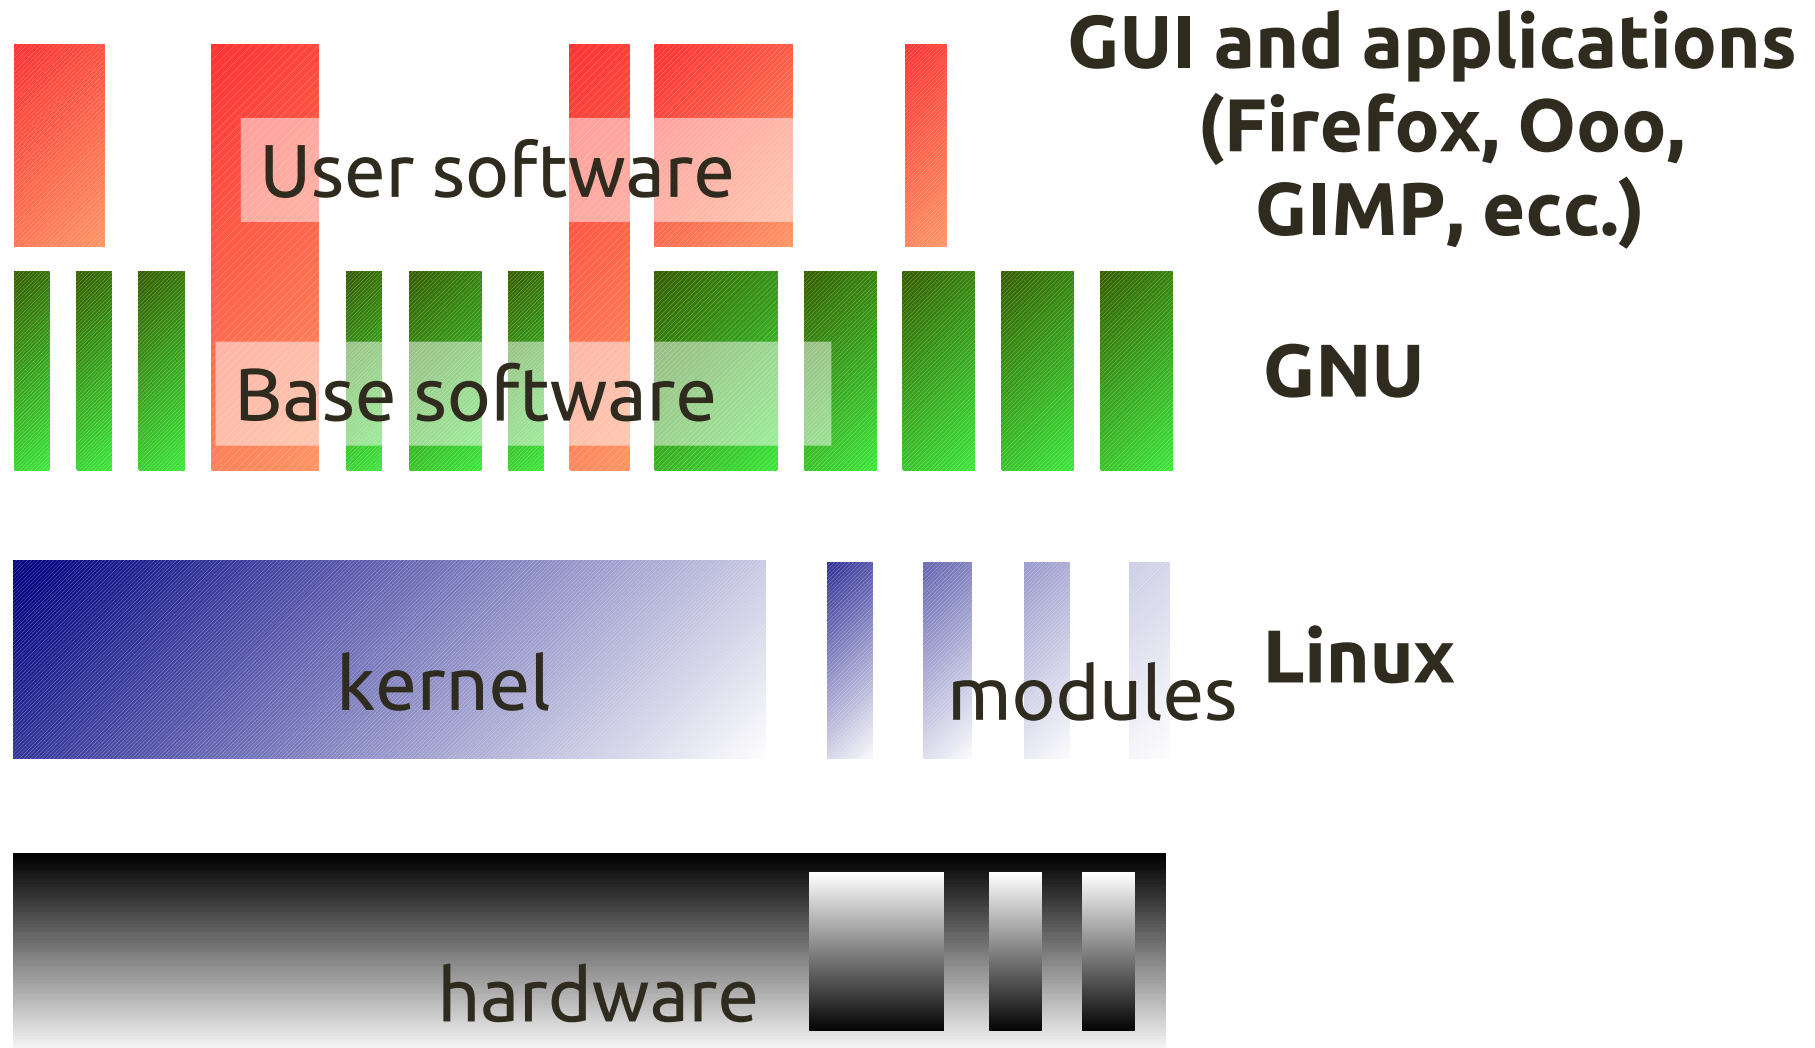 GUI and applications
(Firefox, Ooo,
GIMP, ecc.)
User software
Base software
GNU
kernel
modules
Linux
hardware